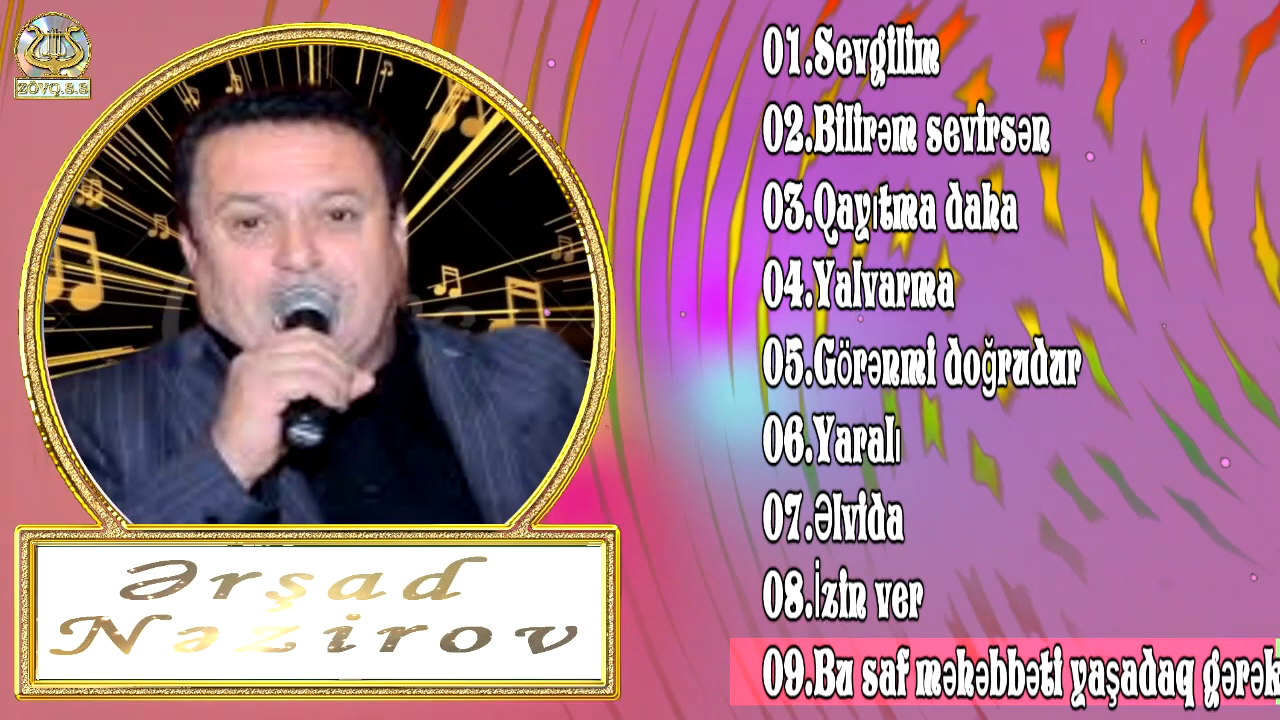 ZÖVQ.S.S
Ərşad
Nəzirov
01.Sevgilim
02.Bilirəm sevirsən
03.Qayıtma daha
04.Yalvarma
05.Görənmi doğrudur
06.Yaralı
07.Əlvida
08.İzin ver
09.Bu saf məhəbbəti yaşadaq gərək